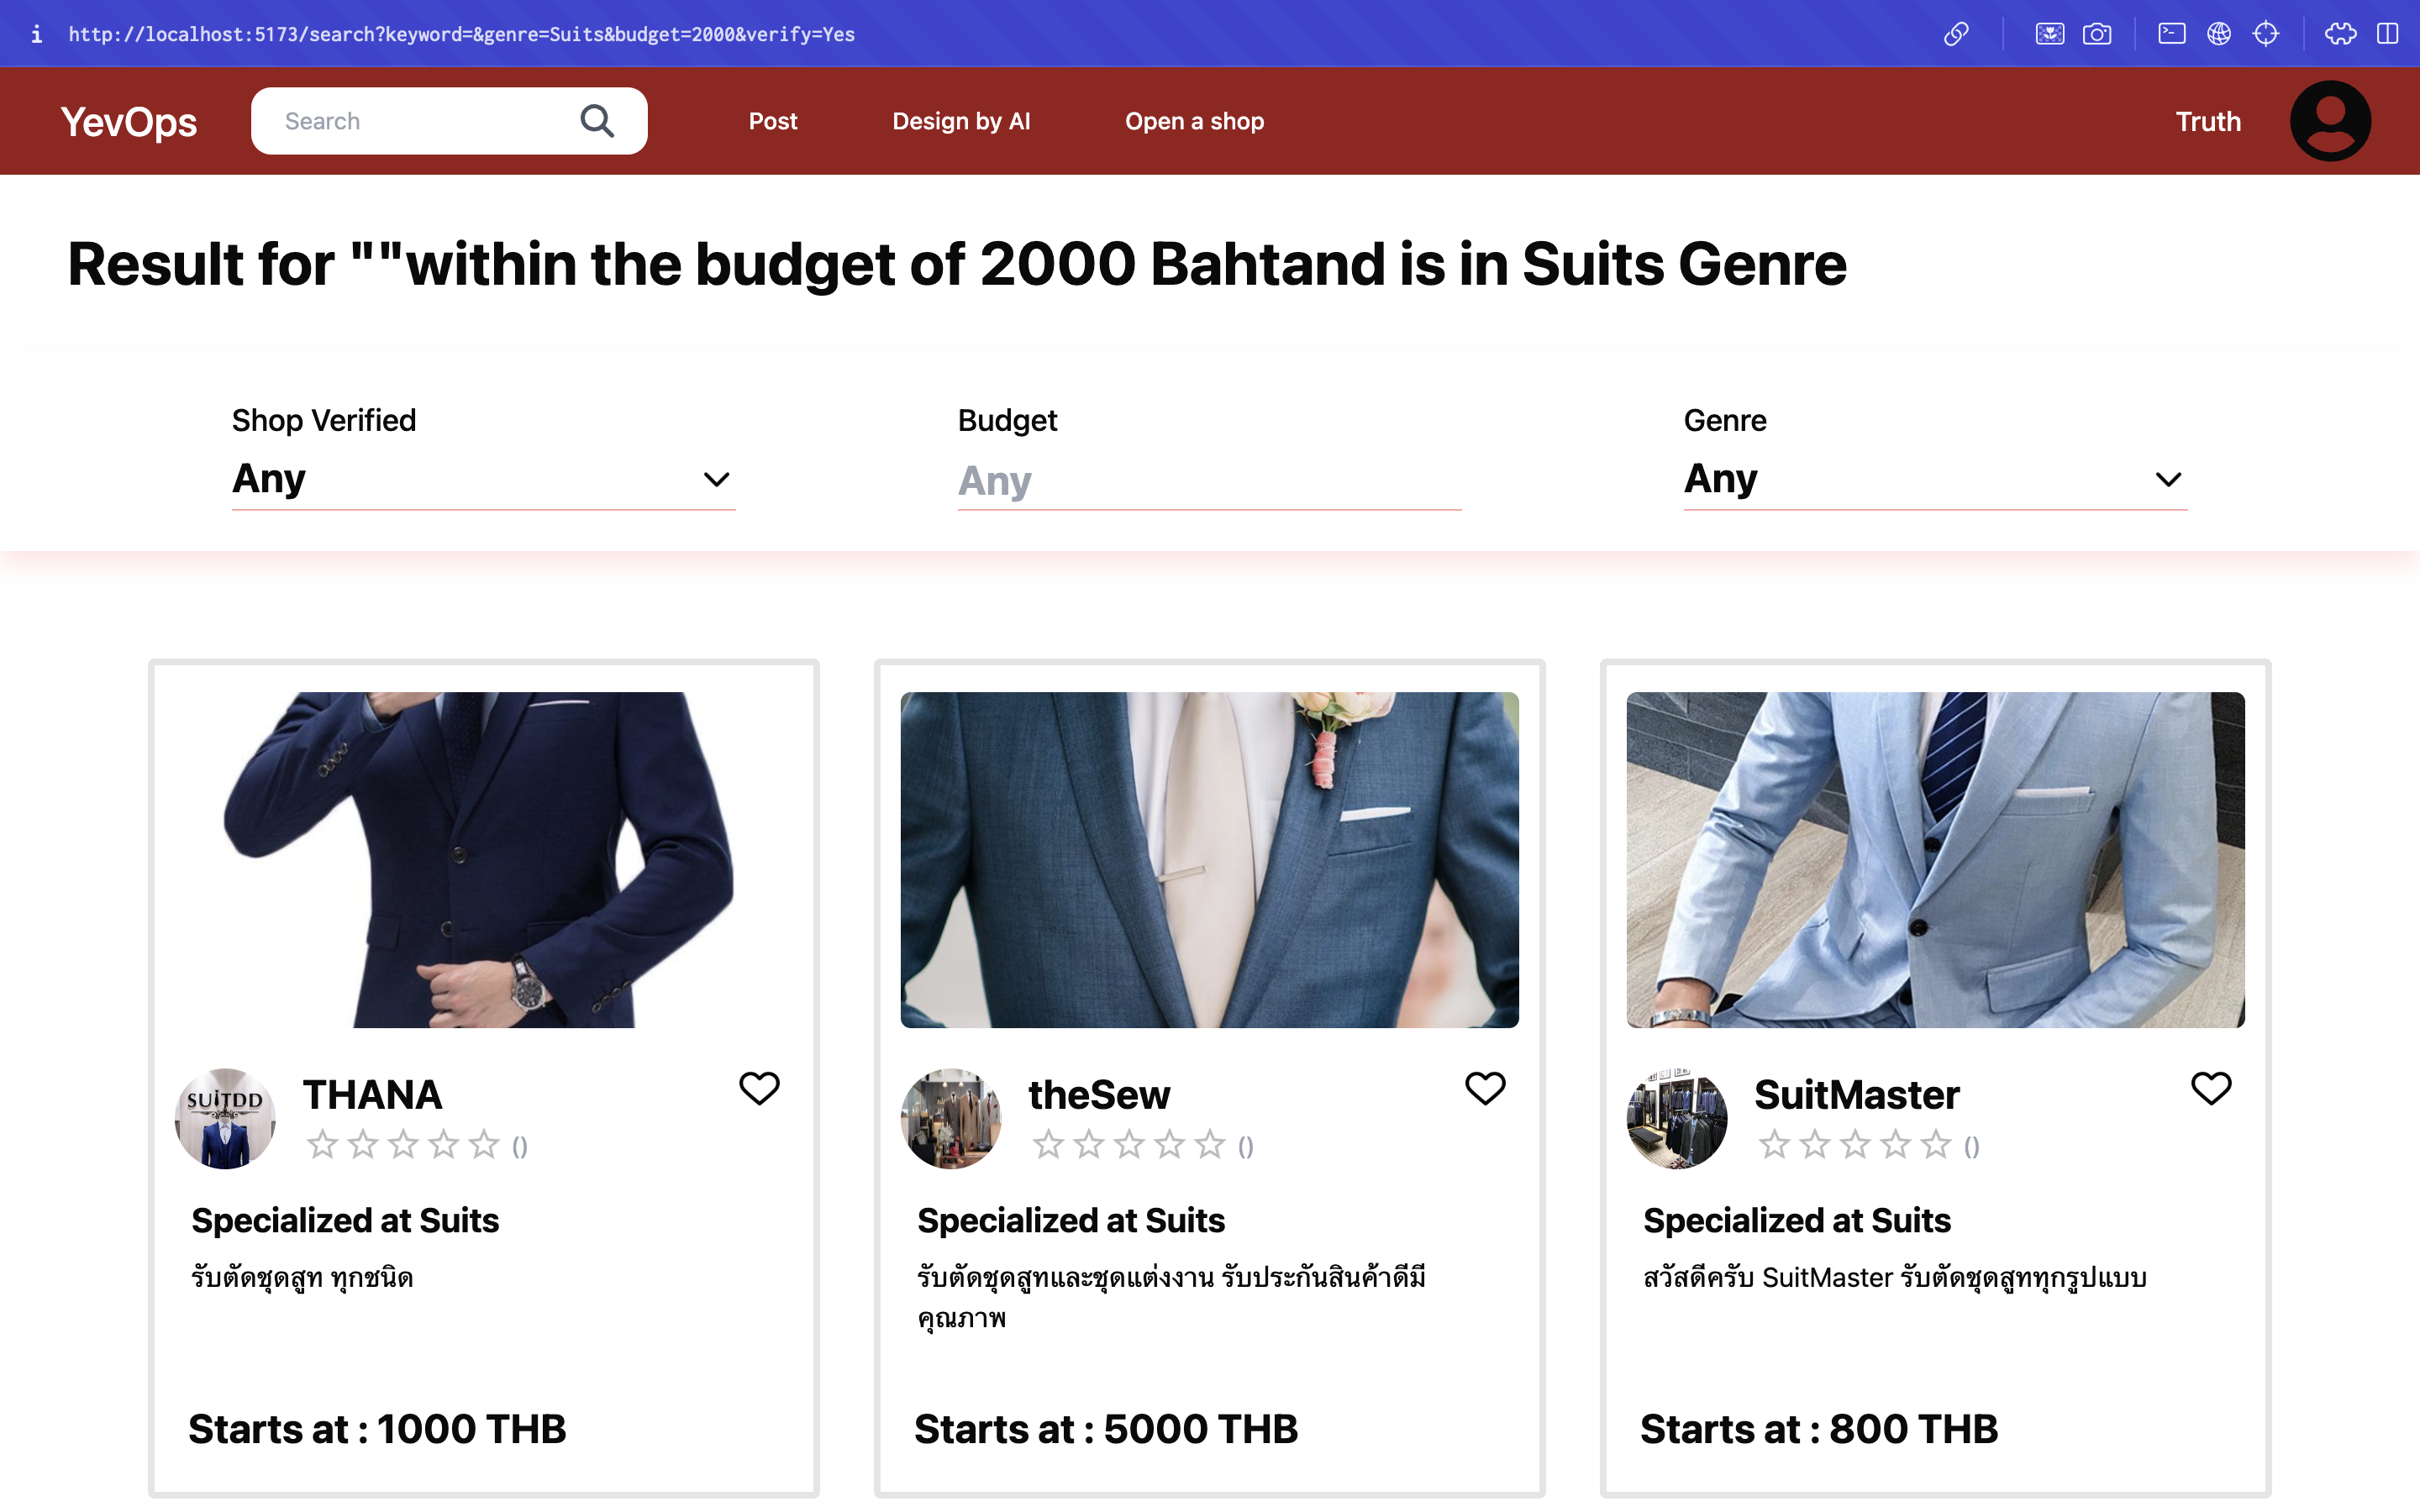 http://localhost:5173/search?keyword=&genre=Suits&budget=2000&verify=Yes
YevOps
Search
Post
Design by AI
Open a shop
Truth
Result for ""within the budget of 2000 Bahtand is in Suits Genre
Shop Verified
Budget
Genre
Any
Any
Any
SUITDD
THANA
()
Specialized at Suits
รับตัดชุดสูท ทุกชนิด
Starts at : 1000 THB
theSew
()
Specialized at Suits
รับตัดชุดสูทและชุดแต่งงาน รับประกันสินค้าดีมี
คุณภาพ
Starts at : 5000 THB
SuitMaster
()
Specialized at Suits
สวัสดีครับ SuitMaster รับตัดชุดสูททุกรูปแบบ
Starts at : 800 THB